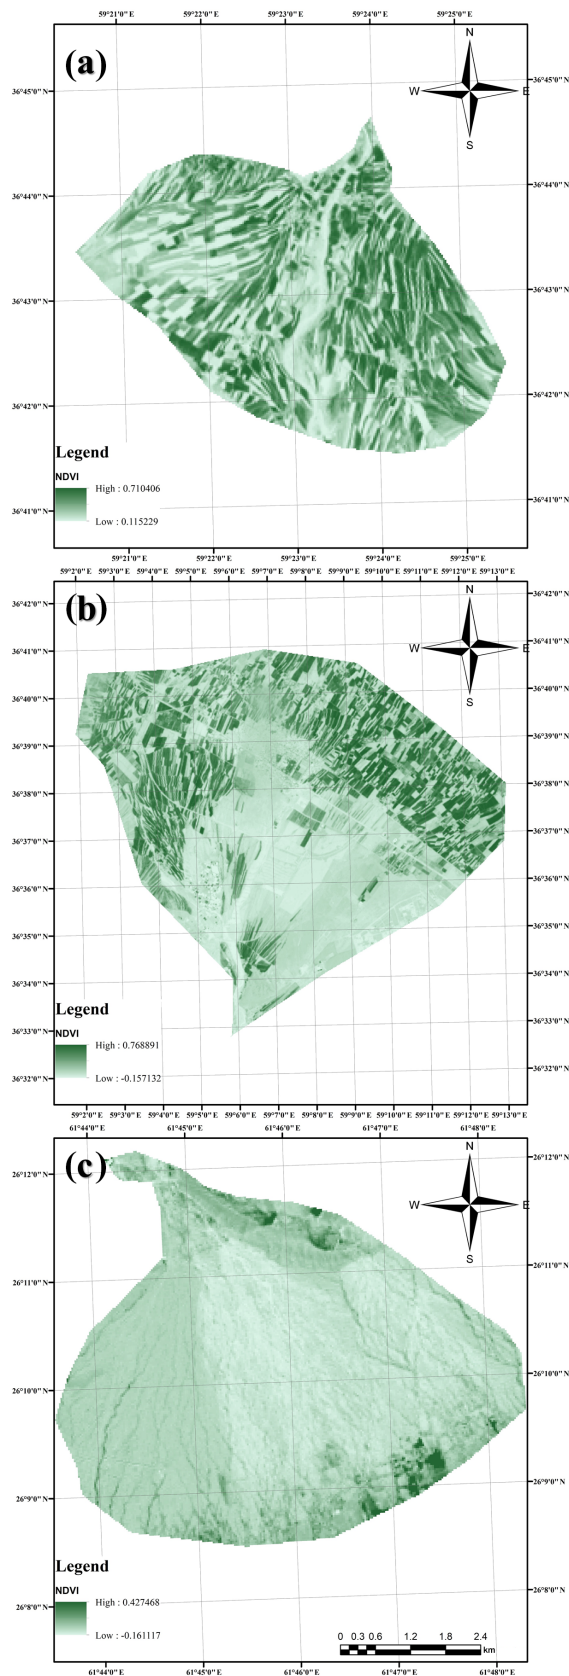 59°21'0"E 59°22'0"E 59°23'0"E 59°24'0"E 59°25'0"E
(a)
N
W E
S
36°45'0"N 36°45'0"N
36°44'0"N 36°44'0"N
36°43'0"N 36°43'0"N
36°42'0"N 36°42'0"N
Legend
NDVI
High : 0.710406
Low : 0.115229
36°41'0"N 36°41'0"N
59°21'0"E 59°22'0"E 59°23'0"E 59°24'0"E 59°25'0"E
59°2'0"E 59°3'0"E 59°4'0"E 59°5'0"E 59°6'0"E 59°7'0"E 59°8'0"E 59°9'0"E 59°10'0"E 59°11'0"E 59°12'0"E 59°13'0"E
(b)
N
W E
S
36°42'0"N 36°42'0"N
36°41'0"N 36°41'0"N
36°40'0"N 36°40'0"N
36°39'0"N 36°39'0"N
36°38'0"N 36°38'0"N
36°37'0"N 36°37'0"N
36°36'0"N 36°36'0"N
36°35'0"N 36°35'0"N
36°34'0"N 36°34'0"N
Legend
NDVI
High : 0.768891
Low : -0.157132
36°33'0"N 36°33'0"N
36°32'0"N 36°32'0"N
59°2'0"E 59°3'0"E 59°4'0"E 59°5'0"E 59°6'0"E 59°7'0"E 59°8'0"E 59°9'0"E 59°10'0"E 59°11'0"E 59°12'0"E 59°13'0"E
61°44'0"E 61°45'0"E 61°46'0"E 61°47'0"E 61°48'0"E
(c)
N
W E
S
26°12'0"N 26°12'0"N
26°11'0"N 26°11'0"N
26°10'0"N 26°10'0"N
26°9'0"N 26°9'0"N
Legend
NDVI
High : 0.427468
Low : -0.161117
26°8'0"N 26°8'0"N
0 0.3 0.6 1.2 1.8 2.4
km
61°44'0"E 61°45'0"E 61°46'0"E 61°47'0"E 61°48'0"E